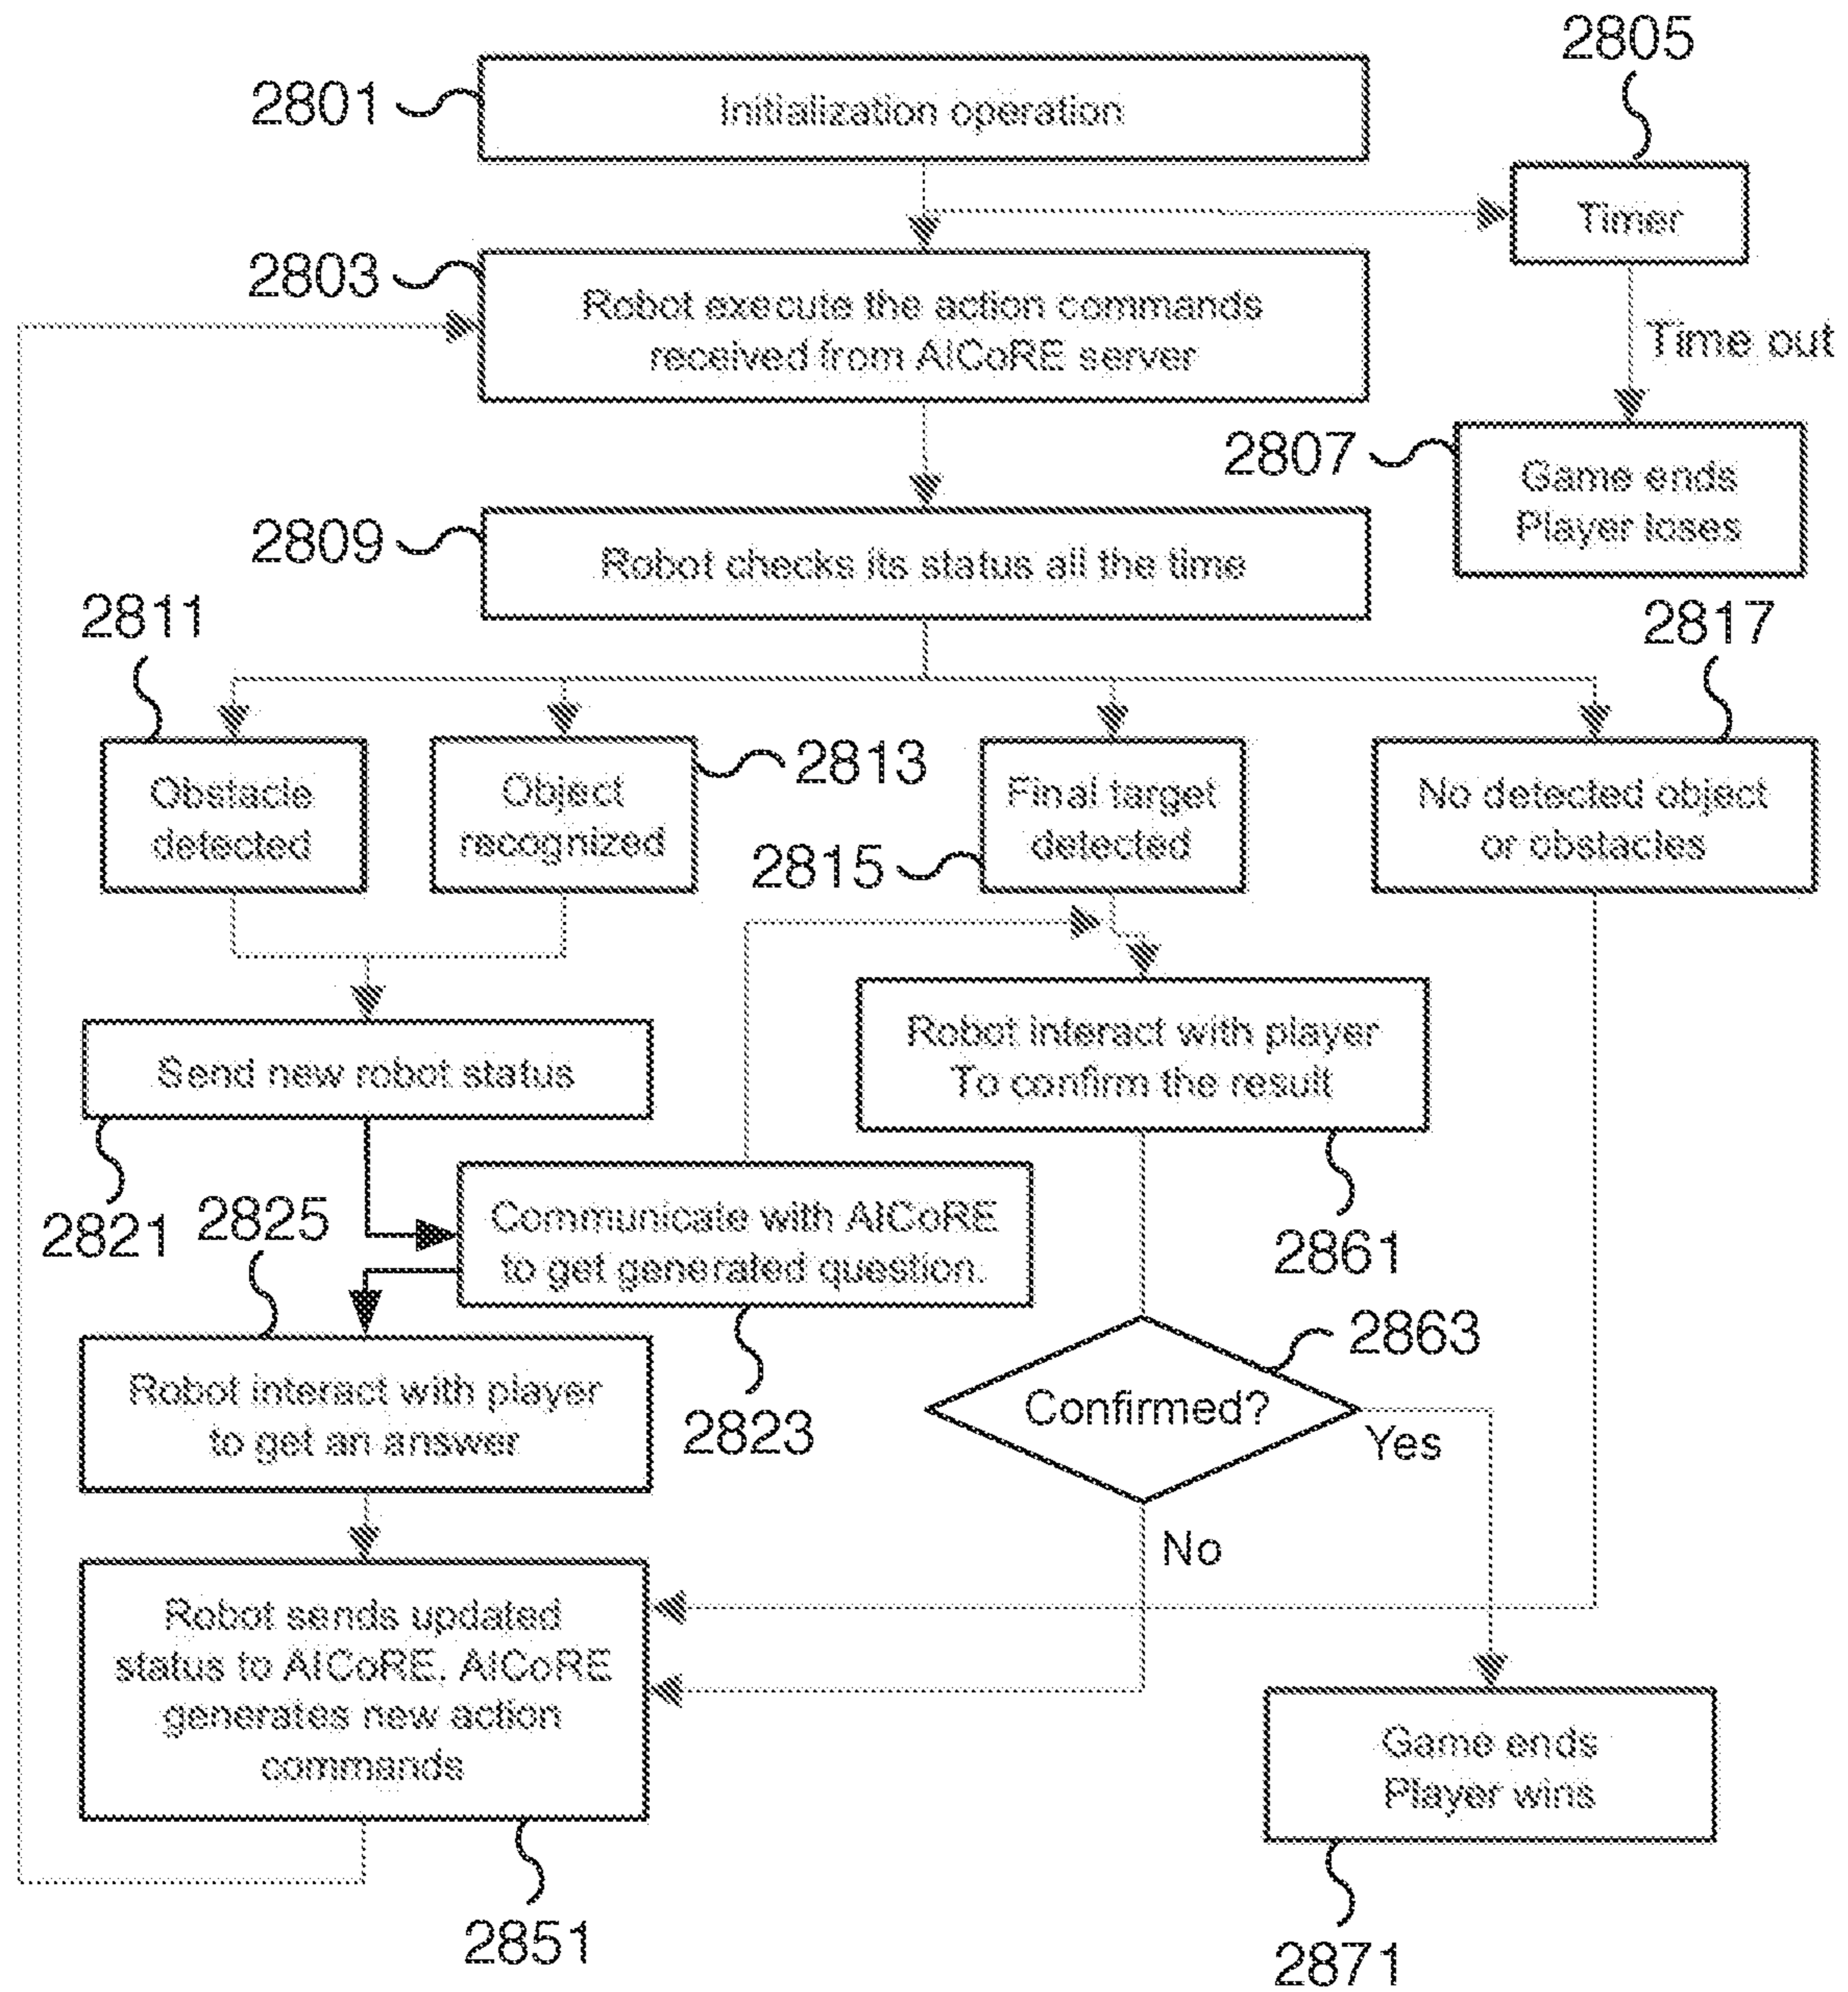 2805
2801
Initialization operation
Timer
2803
Robot execute the action commands
received from AICoRE server
Time out
2807
Game ends
Player loses
2809
Robot checks its status all the time
2811
2817
Obstacle
detected
Object
recognized
2813
Final target
detected
2815
No detected object
or obstacles
Send new robot status
Robot interact with player
To confirm the result
2821
2825
Communicate with AICoRE
to get generated question.
2861
2863
Robot interact with player
to get an answer
2823
Confirmed?
Yes
No
Robot sends updated
status to AICoRE, AICoRE
generates new action
commands
Game ends
Player wins
2851
2871